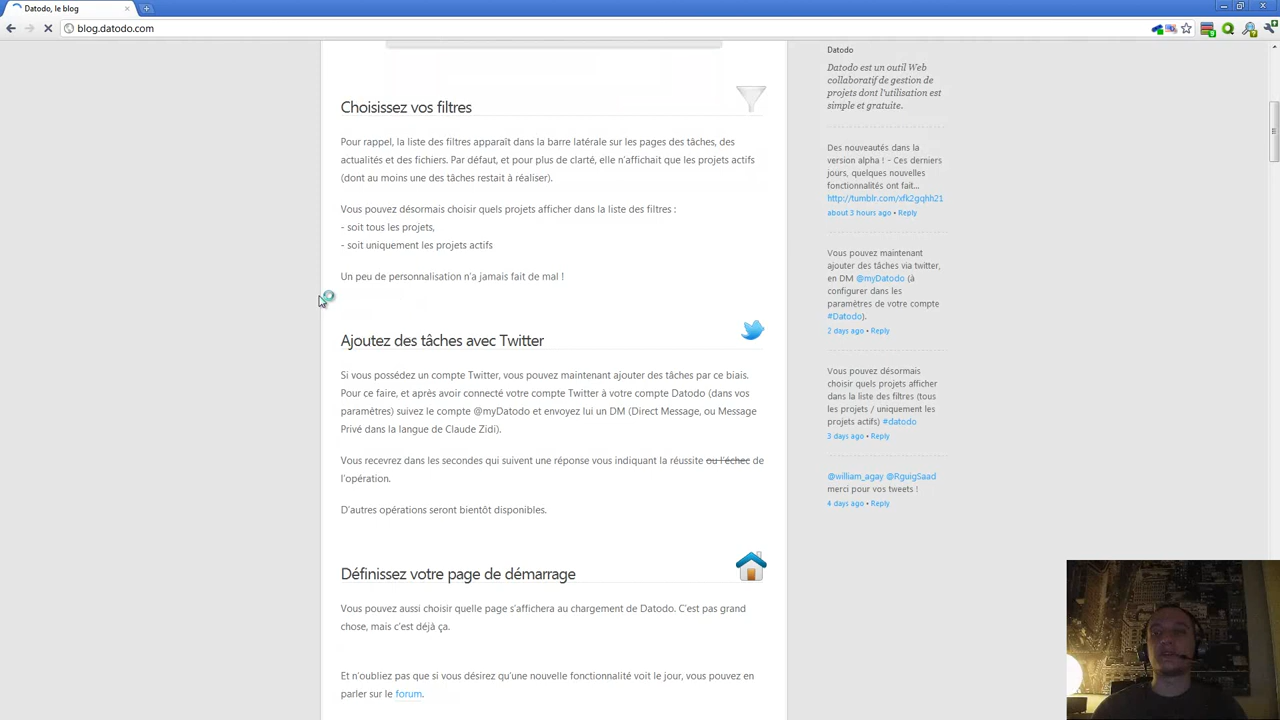 Datodo, le blog
blog.datodo.com
Choisissez vos filtres
Pour rappel, la liste des filtres apparaît dans la barre latérale sur les pages des tâches, des
actualités et des fichiers. Par défaut, et pour plus de clarté, elle n'affichait que les projets actifs
(dont au moins une des tâches restait à réaliser).
Vous pouvez désormais choisir quels projets afficher dans la liste des filtres :
- soit tous les projets,
- soit uniquement les projets actifs
Un peu de personnalisation n'a jamais fait de mal !
Ajoutez des tâches avec Twitter
Si vous possédez un compte Twitter, vous pouvez maintenant ajouter des tâches par ce biais.
Pour ce faire, et après avoir connecté votre compte Twitter à votre compte Datodo (dans vos
paramètres) suivez le compte @myDatodo et envoyez lui un DM (Direct Message, ou Message
Privé dans la langue de Claude Zidi).
Vous recevrez dans les secondes qui suivent une réponse vous indiquant la réussite ou l'échec de
l'opération.
D'autres opérations seront bientôt disponibles.
Définissez votre page de démarrage
Vous pouvez aussi choisir quelle page s'affichera au chargement de Datodo. C'est pas grand
chose, mais c'est déjà ça.
Et n'oubliez pas que si vous désirez qu'une nouvelle fonctionnalité voit le jour, vous pouvez en
parler sur le forum.
Datodo
Datodo est un outil Web
collaboratif de gestion de
projets dont l'utilisation est
simple et gratuite.
Des nouveautés dans la
version alpha ! - Ces derniers
jours, quelques nouvelles
fonctionnalités ont fait...
http://tumblr.com/xfk2gqhh21
about 3 hours ago • Reply
Vous pouvez maintenant
ajouter des tâches via twitter,
en DM @myDatodo (à
configurer dans les
paramètres de votre compte
#Datodo).
2 days ago • Reply
Vous pouvez désormais
choisir quels projets afficher
dans la liste des filtres (tous
les projets / uniquement les
projets actifs) #datodo
3 days ago • Reply
@william_agay @RguigSaad
merci pour vos tweets !
4 days ago • Reply